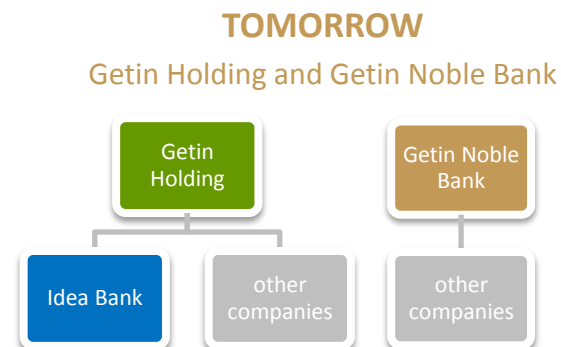 TOMORROW
Getin Holding and Getin Noble Bank
Getin
Holding
Getin Noble
Bank
Idea Bank
other
companies
other
companies